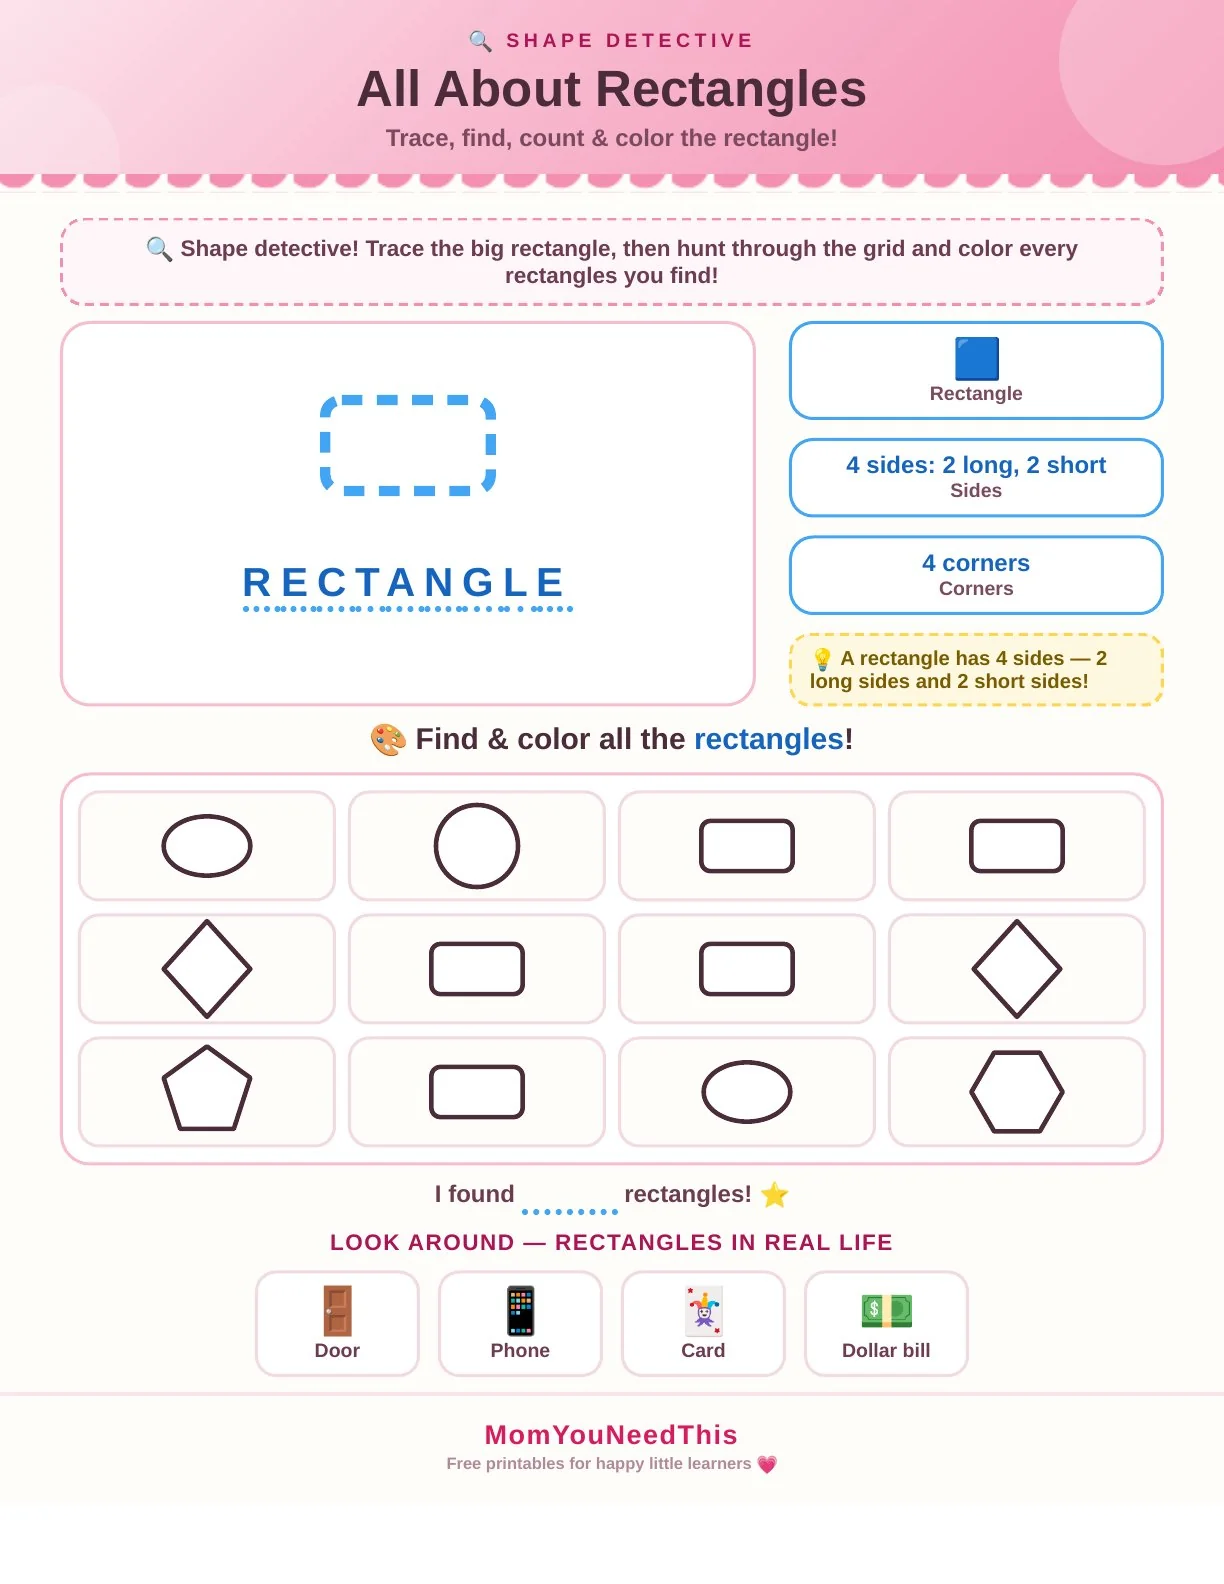 SHAPE DETECTIVE
All About Rectangles
Trace, find, count & color the rectangle!
Shape detective! Trace the big rectangle, then hunt through the grid and color every
rectangles you find!
RECTANGLE
Rectangle
4 sides: 2 long, 2 short
Sides
4 corners
Corners
A rectangle has 4 sides — 2
long sides and 2 short sides!
Find & color all the rectangles!
I found rectangles!
LOOK AROUND — RECTANGLES IN REAL LIFE
Door
Phone
Card
Dollar bill
MomYouNeedThis
Free printables for happy little learners